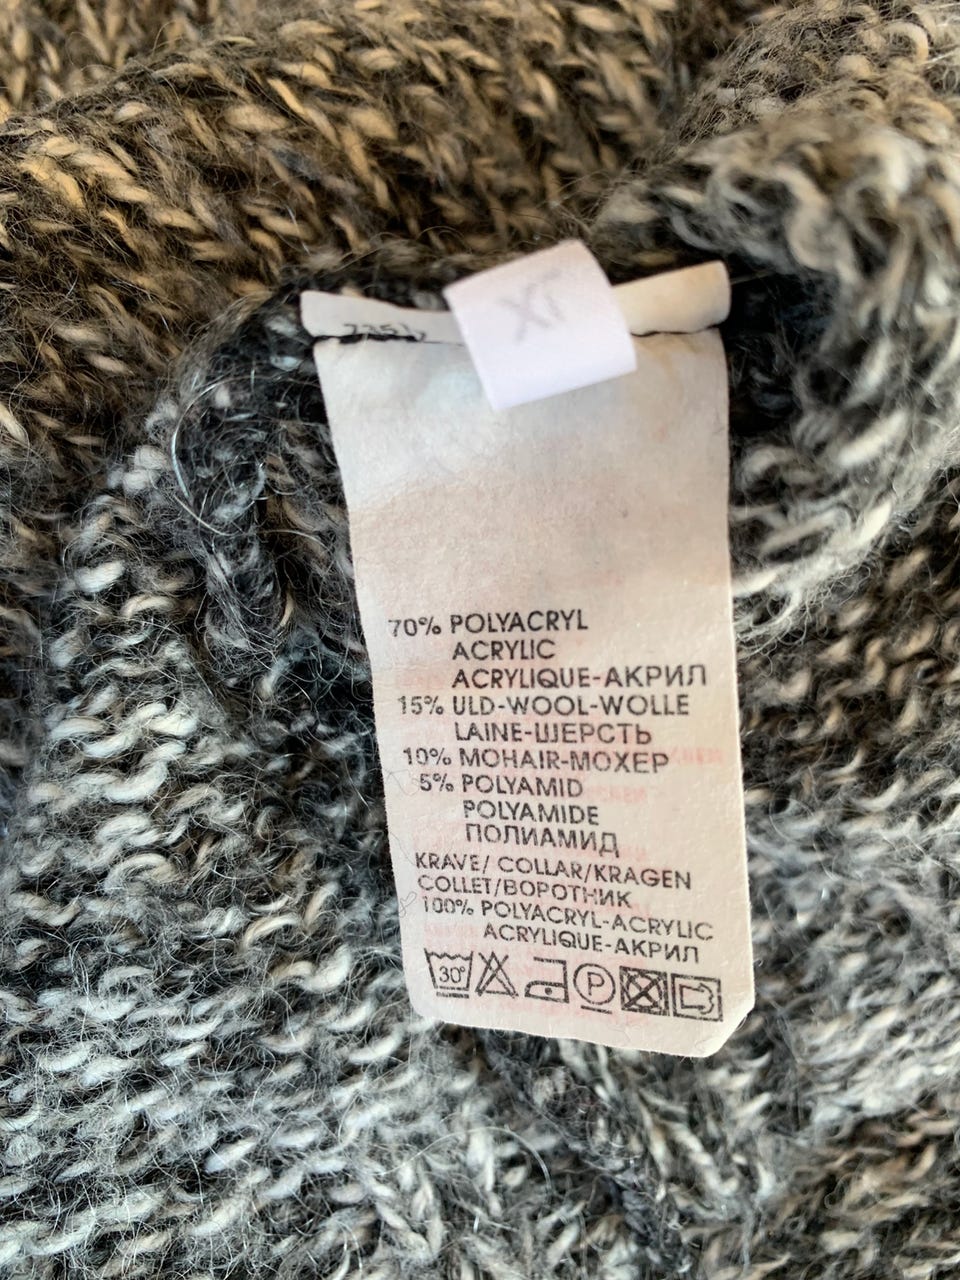 70% POLYACRYL
ACRYLIC
ACRYLIQUE-АКРИЛ
15% ULD-WOOL-WOLLE
LAINE-ШЕРСТЬ
10% MOHAIR-МОХЕР
5% POLYAMID
POLYAMIDE
ПОЛИАМИД
KRAVE/ COLLAR/KRAGEN
COLLET/ВОРОТНИК
100% POLYACRYL-ACRYLIC
ACRYLIQUE-АКРИЛ
30° P